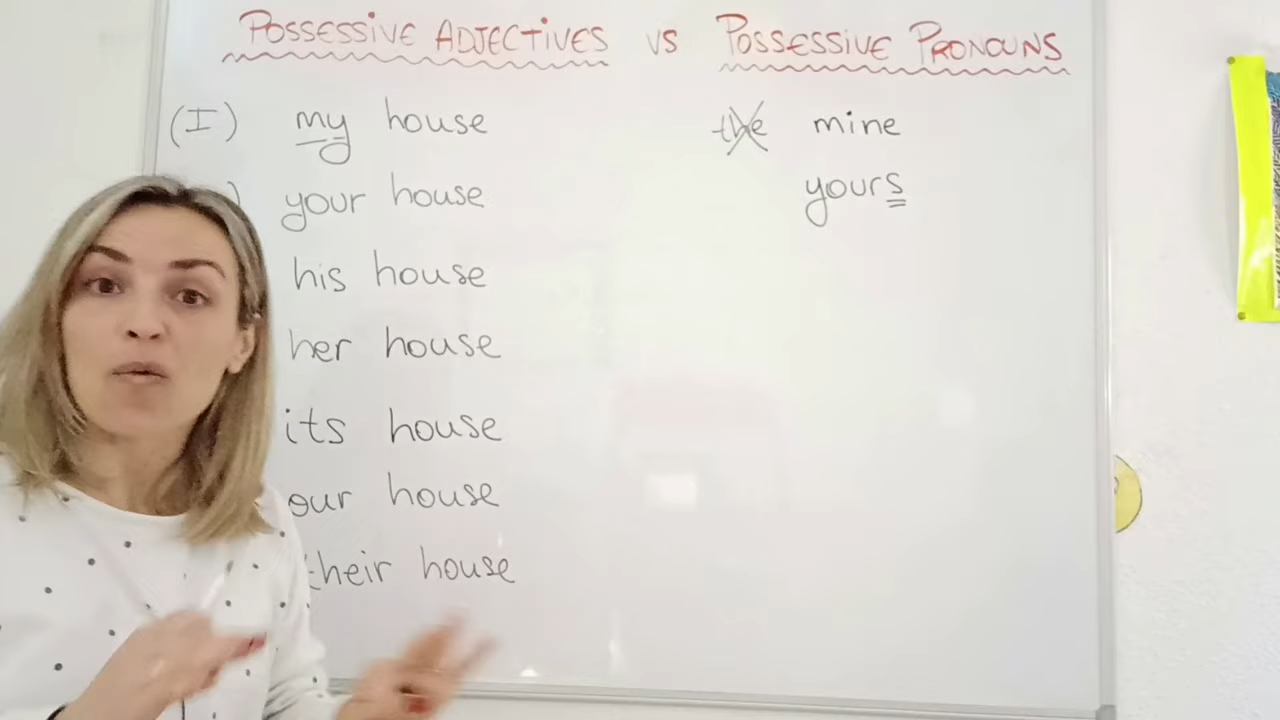 POSSESSIVE ADJECTIVES vs POSSESSIVE PRONOUNS
(I) my house the mine
your house yours
his house
her house
its house
our house
their house